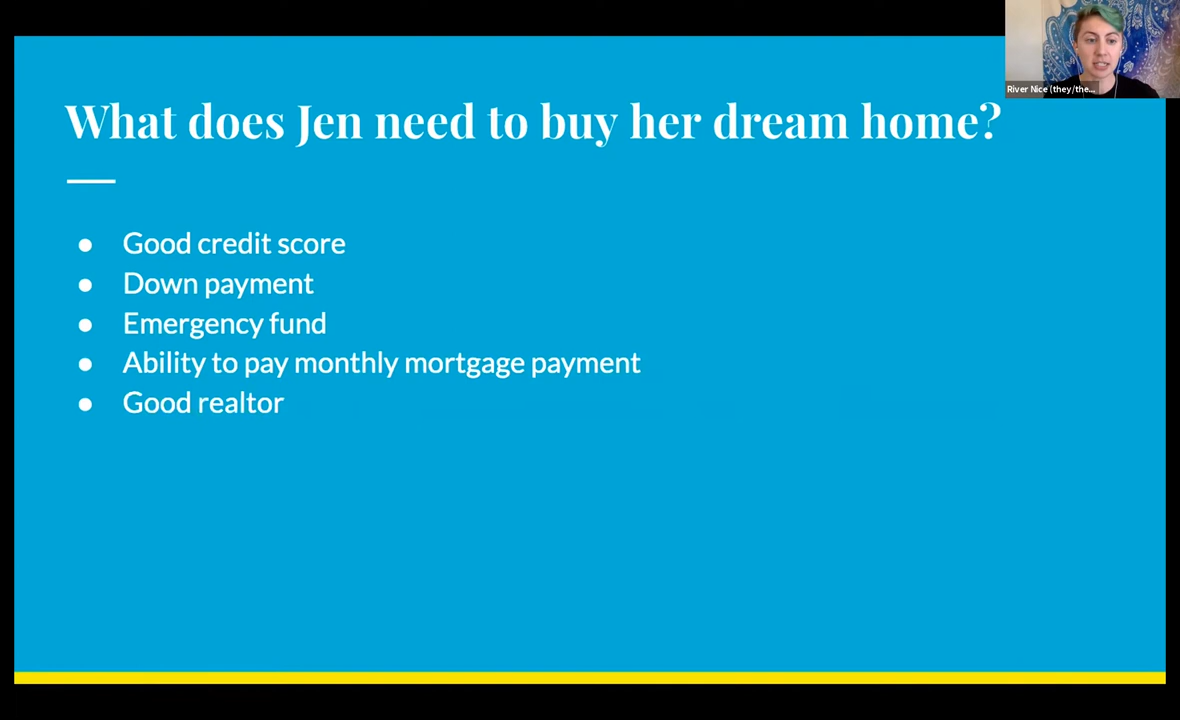 River Nice (they/the...
What does Jen need to buy her dream home?
● Good credit score
● Down payment
● Emergency fund
● Ability to pay monthly mortgage payment
● Good realtor